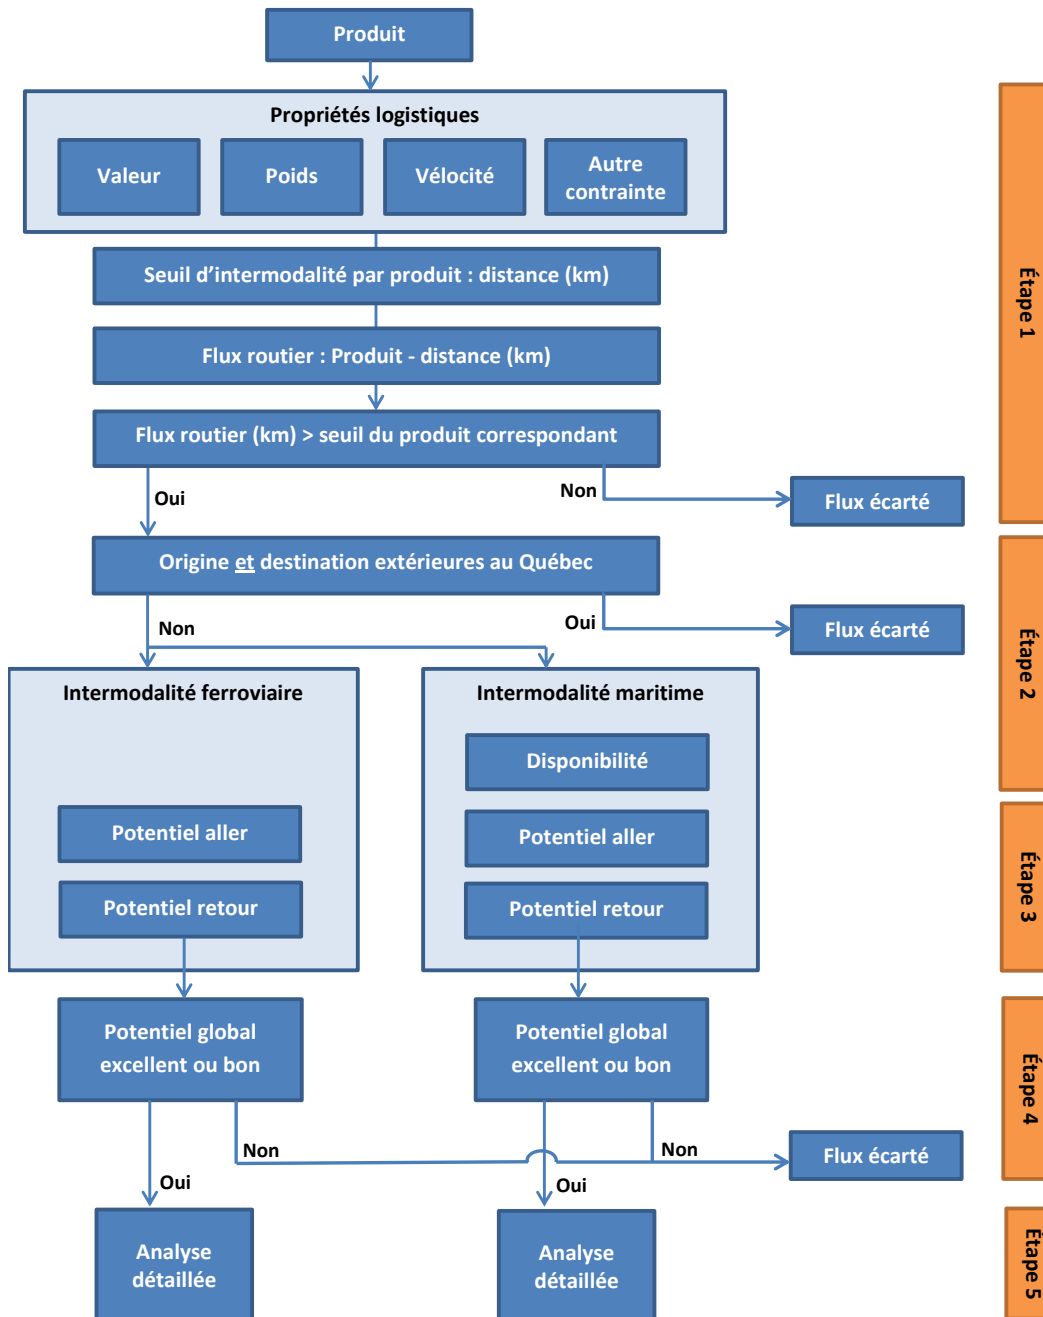 Produit
Propriétés logistiques
Valeur
Poids
Vélocité
Autre
contrainte
Seuil d'intermodalité par produit : distance (km)
Flux routier : Produit - distance (km)
Flux routier (km) > seuil du produit correspondant
Étape 1
Oui
Non
Flux écarté
Origine et destination extérieures au Québec
Non
Oui
Flux écarté
Étape 2
Intermodalité ferroviaire
Intermodalité maritime
Disponibilité
Potentiel aller
Potentiel aller
Potentiel retour
Potentiel retour
Étape 3
Potentiel global
excellent ou bon
Potentiel global
excellent ou bon
Étape 4
Non
Non
Flux écarté
Oui
Oui
Analyse
détaillée
Analyse
détaillée
Étape 5